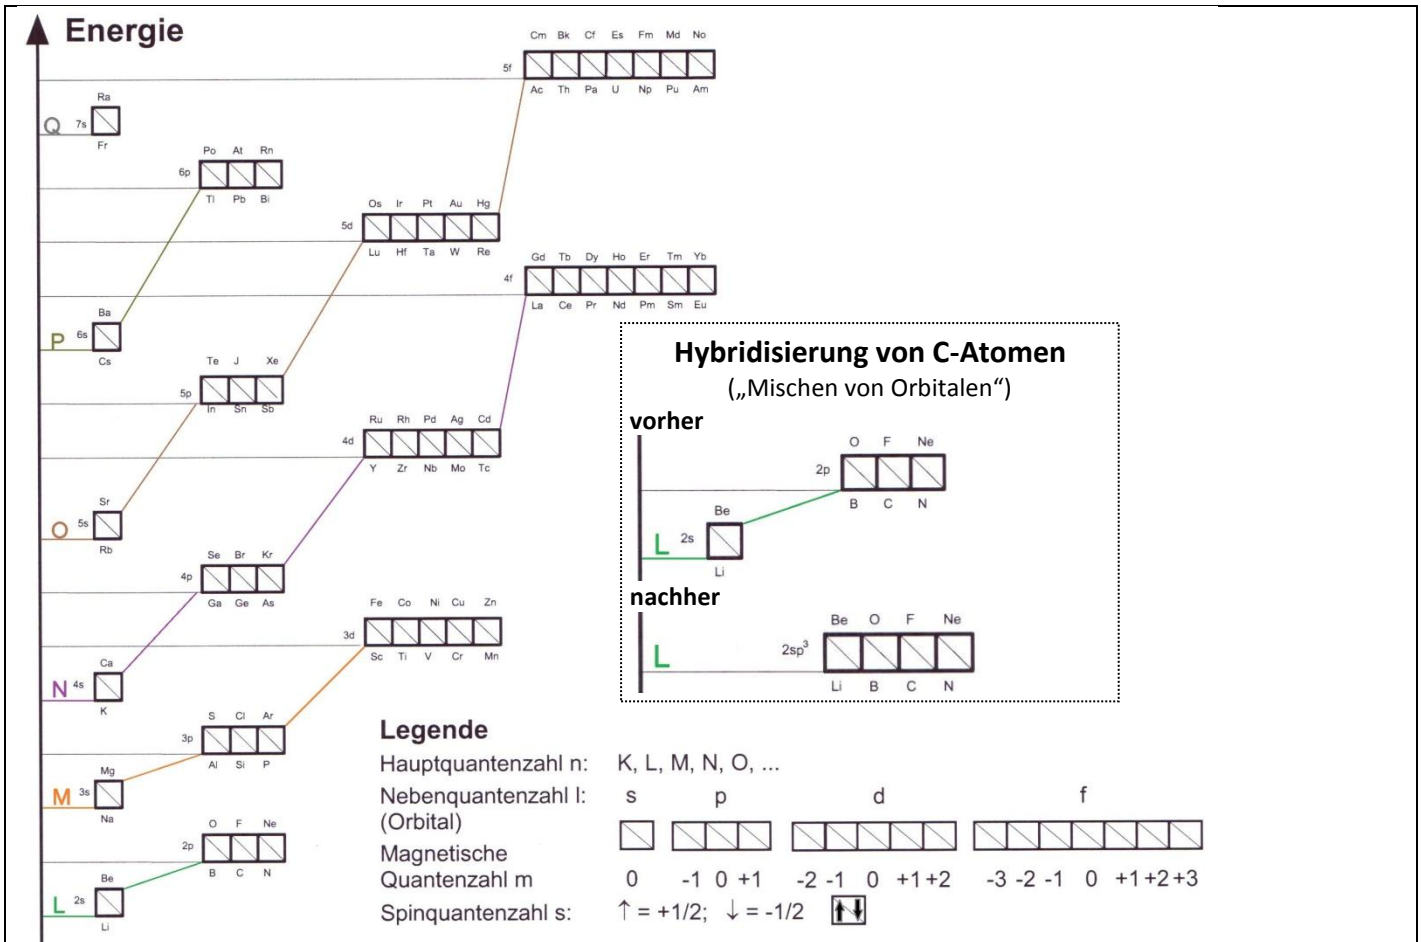 Energie
Cm Bk Cf Es Fm Md No
5f
Ac Th Pa U Np Pu Am
Ra
Q 7s
Fr
Po At Rn
6p
Tl Pb Bi
Os Ir Pt Au Hg
5d
Lu Hf Ta W Re
Gd Tb Dy Ho Er Tm Yb
4f
La Ce Pr Nd Pm Sm Eu
Ba
P 6s
Cs
Te J Xe
5p
In Sn Sb
Ru Rh Pd Ag Cd
4d
Y Zr Nb Mo Tc
Sr
O 5s
Rb
Se Br Kr
4p
Ga Ge As
Fe Co Ni Cu Zn
3d
Sc Ti V Cr Mn
Ca
N 4s
K
S Cl Ar
3p
Al Si P
Mg
M 3s
Na
O F Ne
2p
B C N
Be
L 2s
Li
Hybridisierung von C-Atomen
(„Mischen von Orbitalen“)
vorher
O F Ne
2p
B C N
Be
L 2s
Li
nachher
Be O F Ne
L 2sp³
Li B C N
Legende
Hauptquantenzahl n: K, L, M, N, O, ...
Nebenquantenzahl l: s p d f
(Orbital)
Magnetische
Quantenzahl m 0 -1 0 +1 -2 -1 0 +1 +2 -3 -2 -1 0 +1 +2 +3
Spinquantenzahl s: ↑ = +1/2; ↓ = -1/2